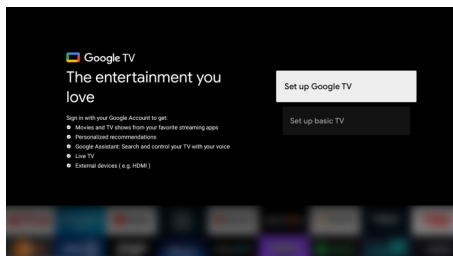 Google TV
The entertainment you
love
Sign in with your Google Account to get:
Movies and TV shows from your favorite streaming apps
Personalized recommendations
Google Assistant: Search and control your TV with your voice
Live TV
External devices ( e.g. HDMI )
Set up Google TV
Set up basic TV